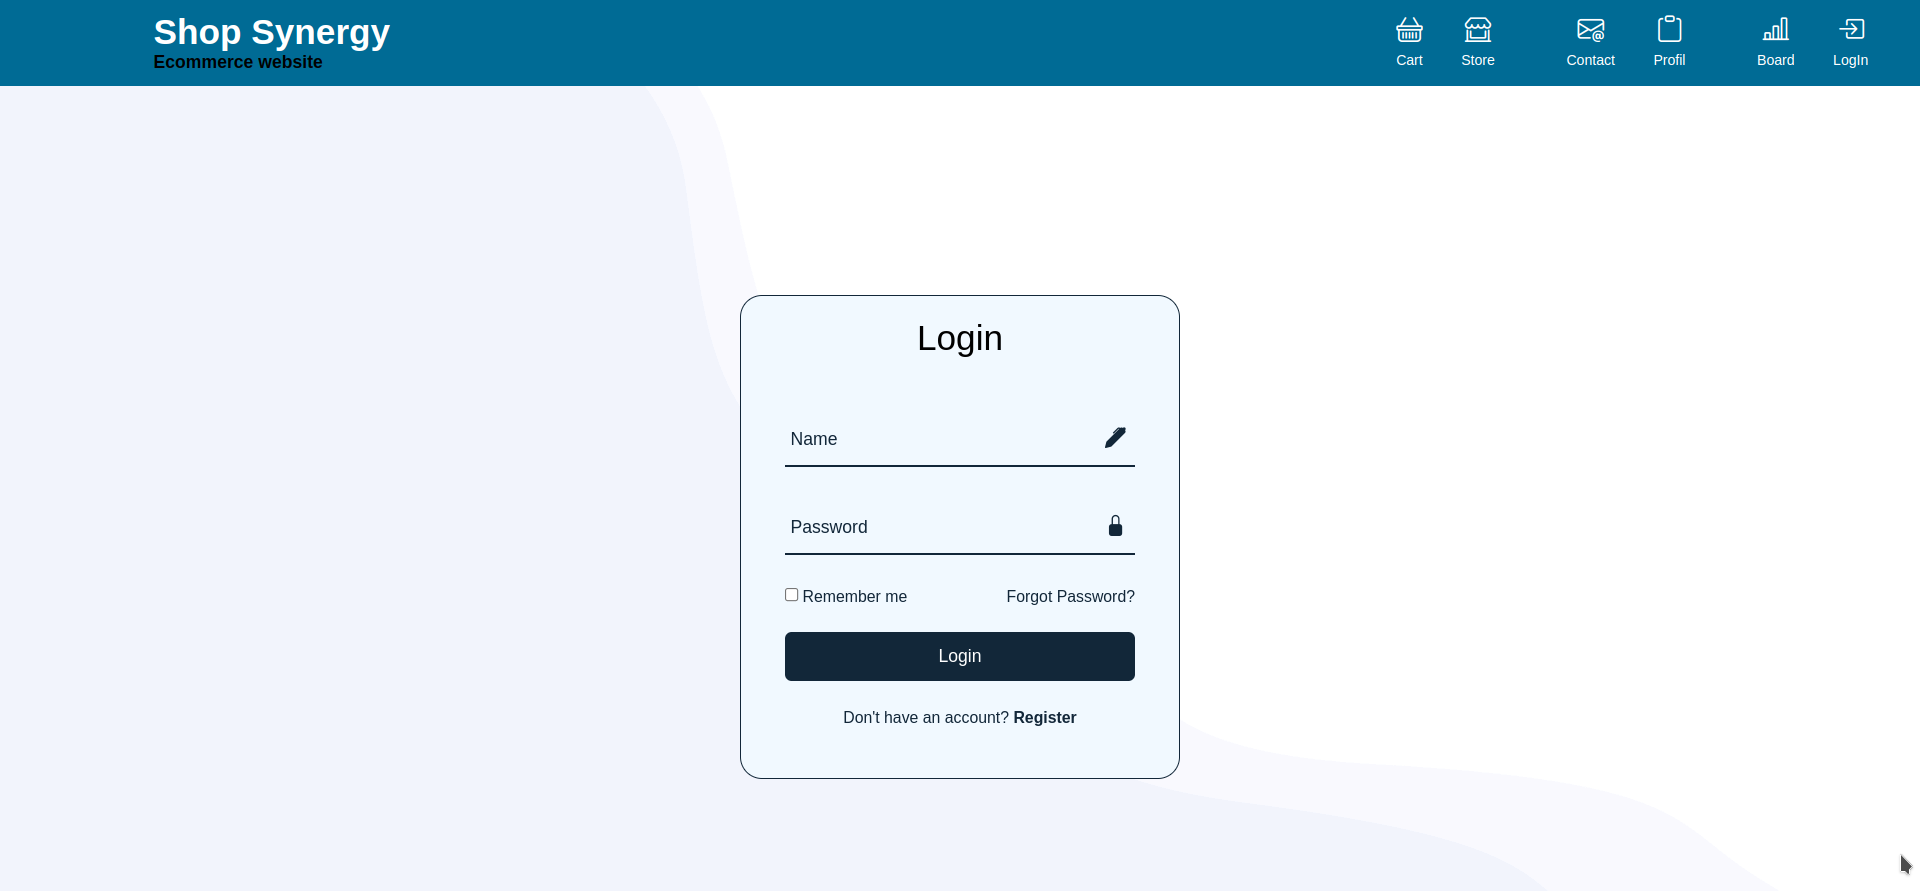 Shop Synergy
Ecommerce website
Cart Store Contact Profil Board LogIn
Login
Name
Password
Remember me Forgot Password?
Login
Don't have an account? Register